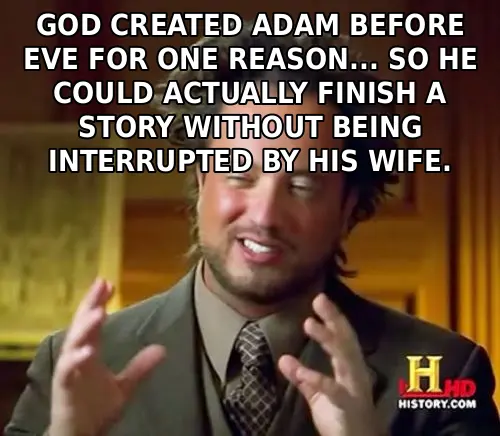 GOD CREATED ADAM BEFORE
EVE FOR ONE REASON... SO HE
COULD ACTUALLY FINISH A
STORY WITHOUT BEING
INTERRUPTED BY HIS WIFE.
H HD
HISTORY.COM